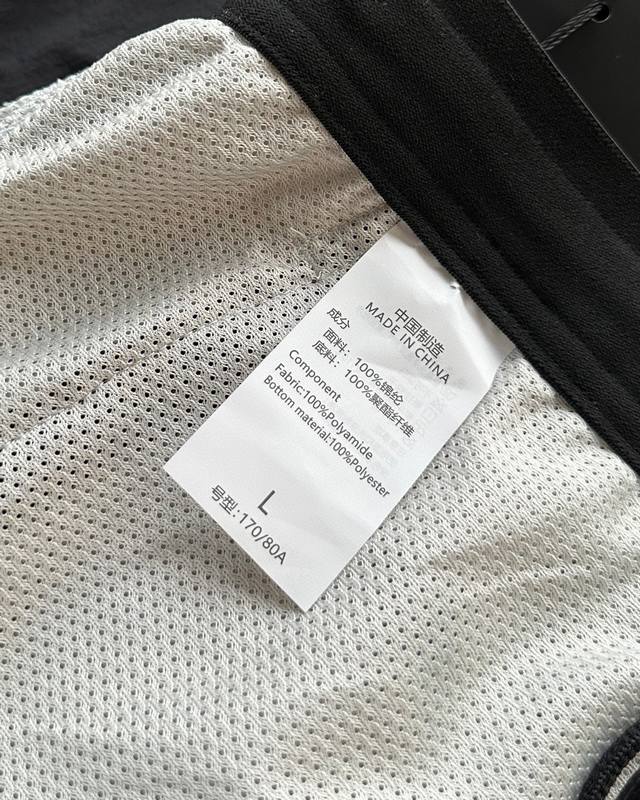 中国制造
MADE IN CHINA
成分
面料：100%锦纶
底料：100%聚酯纤维
Component
Fabric:100%Polyamide
Bottom material:100%Polyester
L
号型:170/80A